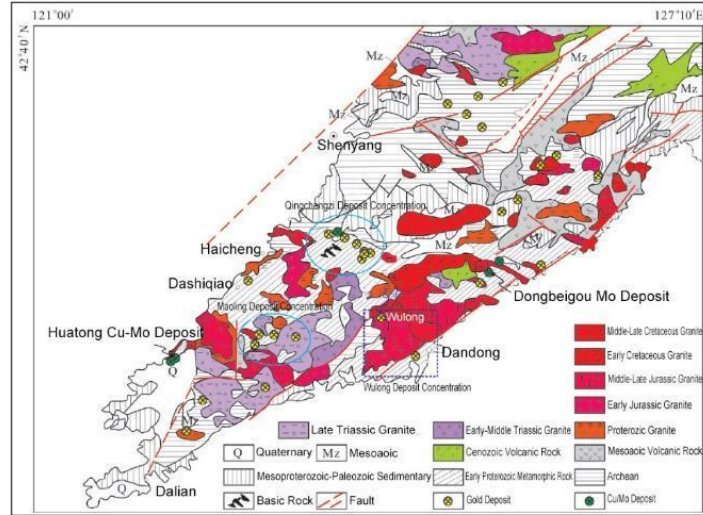 121°00′
127°10′E
42°40′N
Mz
Mz
Mz
Mz
Mz
Mz
Shenyang
Qingchengzi Deposit Concentration
Mz
Mz
Haicheng
Dashiqiao
Dongbeigou Mo Deposit
Maoling Deposit Concentration
Huatong Cu-Mo Deposit
Wulong
Dandong
Q
Wulong Deposit Concentration
Dalian
Q
Middle-Late Cretaceous Granite
Early Cretaceous Granite
Middle-Late Jurassic Granite
Early Jurassic Granite
Late Triassic Granite
Early-Middle Triassic Granite
Proterozic Granite
Q Quaternary
Mz Mesoaoic
Cenozoic Volcanic Rock
Mesoaoic Volcanic Rock
Mesoproterozoic-Paleozoic Sedimentary
Early Proterozoic Metamorphic Rock
Archean
Basic Rock
Fault
Gold Deposit
Cu/Mo Deposit